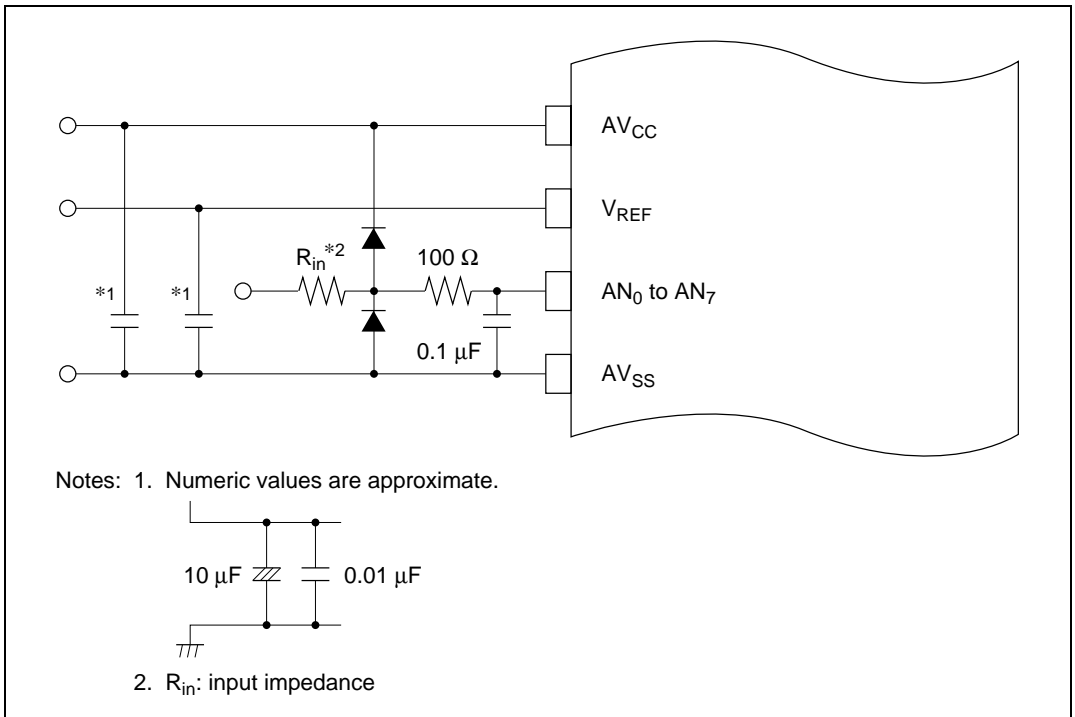 AVCC
VREF
Rin*2
100 Ω
*1
*1
AN0 to AN7
0.1 μF
AVSS
Notes: 1. Numeric values are approximate.
10 μF
0.01 μF
2. Rin: input impedance